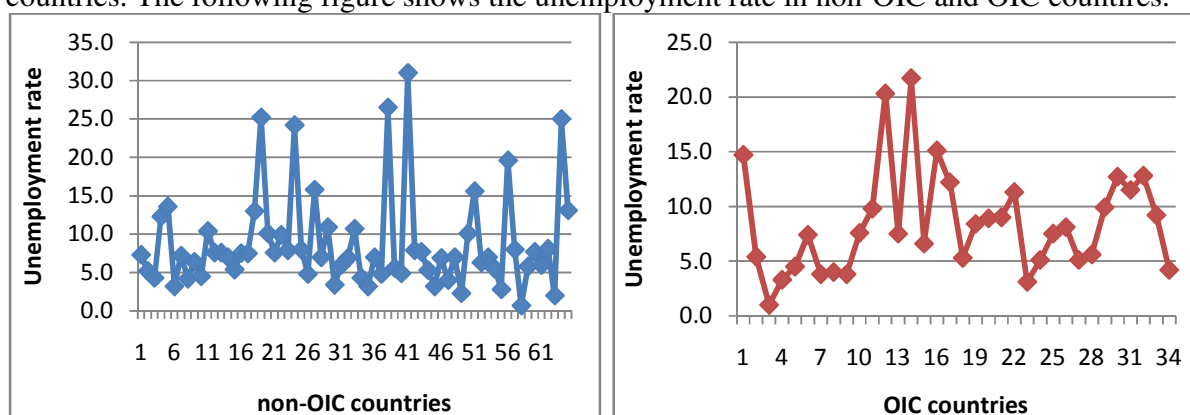 countries. The following figure shows the unemployment rate in non-OIC and OIC countires.
35.0
30.0
25.0
20.0
15.0
10.0
5.0
0.0
Unemployment rate
1 6 11 16 21 26 31 36 41 46 51 56 61
non-OIC countries
25.0
20.0
15.0
10.0
5.0
0.0
Unemployment rate
1 4 7 10 13 16 19 22 25 28 31 34
OIC countries